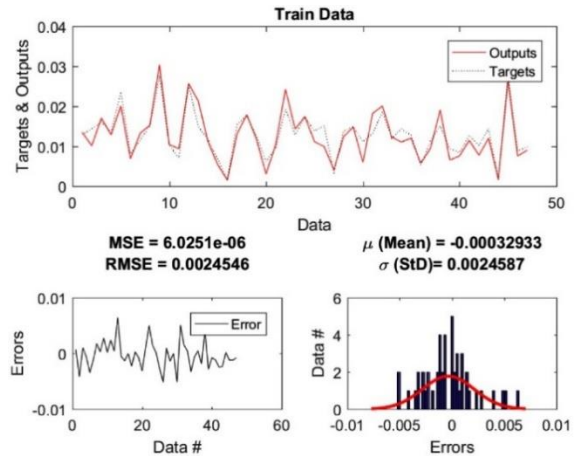 Train Data
0.04
0.03
0.02
0.01
0
Targets & Outputs
Outputs
Targets
0 10 20 30 40 50
Data
MSE = 6.0251e-06
RMSE = 0.0024546
μ (Mean) = -0.00032933
σ (StD)= 0.0024587
0.01
0
-0.01
Errors
Error
0 20 40 60
Data #
6
4
2
0
Data #
-0.01 -0.005 0 0.005 0.01
Errors